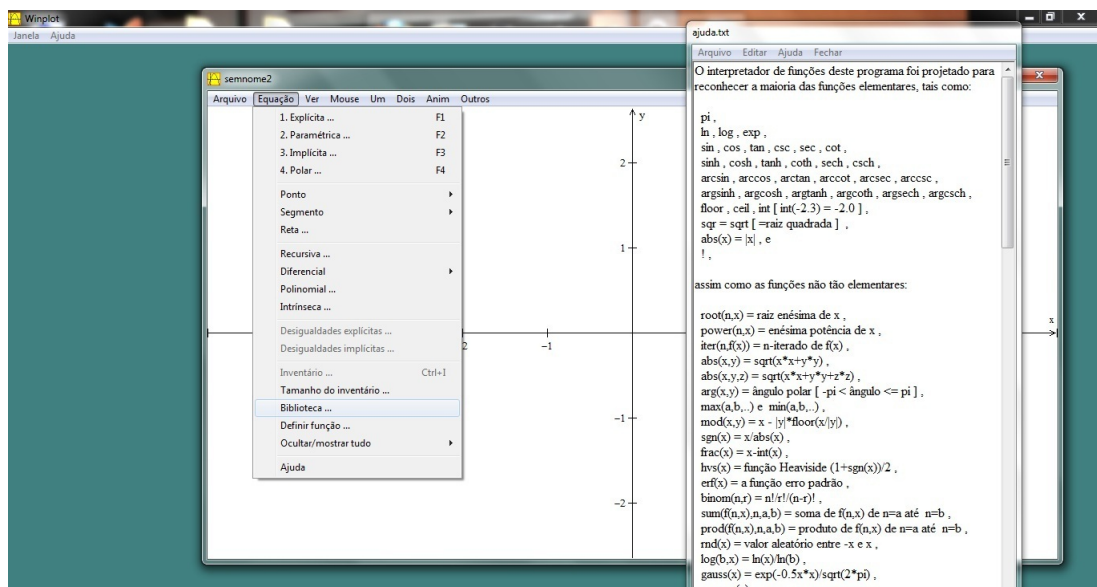 Winplot
Janela Ajuda
semnome2
Arquivo Equação Ver Mouse Um Dois Anim Outros
1. Explícita ... F1
2. Paramétrica ... F2
3. Implícita ... F3
4. Polar ... F4
Ponto
Segmento
Reta ...
Recursiva ...
Diferencial
Polinomial ...
Intrínseca ...
Desigualdades explícitas ...
Desigualdades implícitas ...
Inventário ... Ctrl+I
Tamanho do inventário ...
Biblioteca ...
Definir função ...
Ocultar/mostrar tudo
Ajuda
y
2
1
2 -1
x
-1
-2
ajuda.txt
Arquivo Editar Ajuda Fechar
O interpretador de funções deste programa foi projetado para
reconhecer a maioria das funções elementares, tais como:
pi ,
ln , log , exp ,
sin , cos , tan , csc , sec , cot ,
sinh , cosh , tanh , coth , sech , csch ,
arcsin , arccos , arctan , arccot , arcsec , arccsc ,
argsinh , argcosh , argtanh , argcoth , argsech , argcsch ,
floor , ceil , int [ int(-2.3) = -2.0 ] ,
sqr = sqrt [ =raiz quadrada ] ,
abs(x) = |x| , e
! ,
assim como as funções não tão elementares:
root(n,x) = raiz enésima de x ,
power(n,x) = enésima potência de x ,
iter(n,f(x)) = n-iterado de f(x) ,
abs(x,y) = sqrt(x*x+y*y) ,
abs(x,y,z) = sqrt(x*x+y*y+z*z) ,
arg(x,y) = ângulo polar [ -pi < ângulo <= pi ] ,
max(a,b,..) e min(a,b,..) ,
mod(x,y) = x - |y|*floor(x/|y|) ,
sgn(x) = x/abs(x) ,
frac(x) = x-int(x) ,
hvs(x) = função Heaviside (1+sgn(x))/2 ,
erf(x) = a função erro padrão ,
binom(n,r) = n!/r!/(n-r)! ,
sum(f(n,x),n,a,b) = soma de f(n,x) de n=a até n=b ,
prod(f(n,x),n,a,b) = produto de f(n,x) de n=a até n=b ,
rnd(x) = valor aleatório entre -x e x ,
log(b,x) = ln(x)/ln(b) ,
gauss(x) = exp(-0.5x*x)/sqrt(2*pi) ,